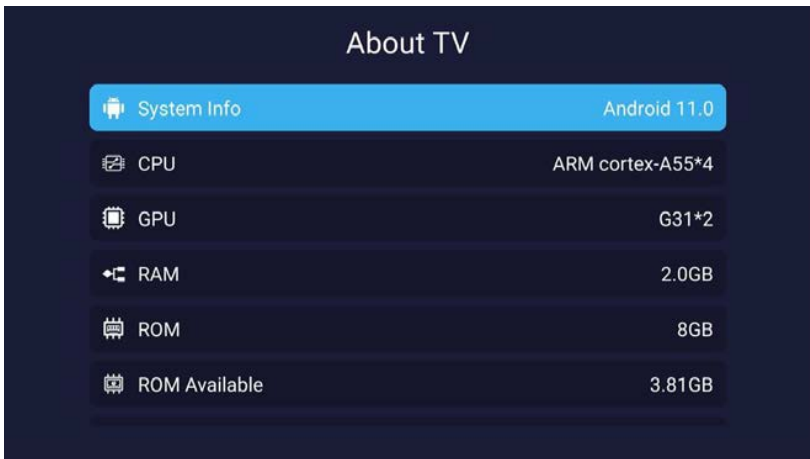 About TV
System Info Android 11.0
CPU ARM cortex-A55*4
GPU G31*2
RAM 2.0GB
ROM 8GB
ROM Available 3.81GB